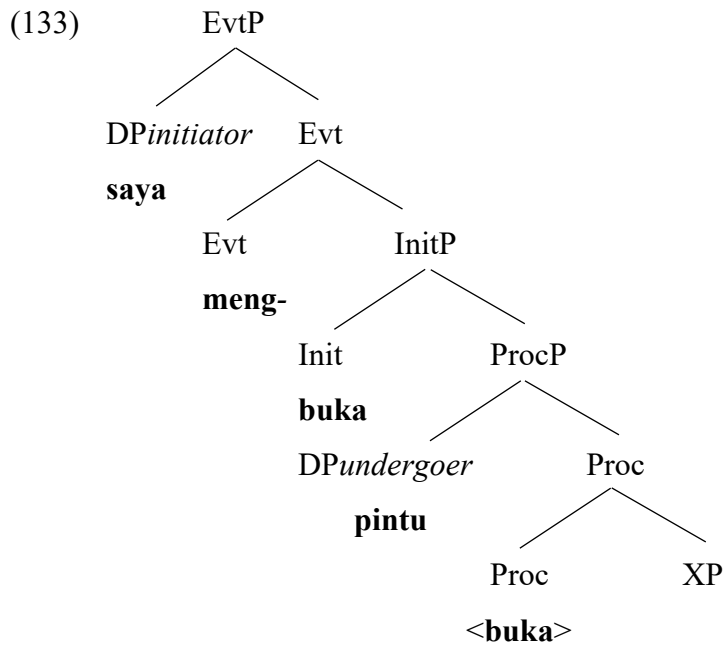 (133) EvtP
DPinitiator Evt
saya
Evt InitP
meng-
Init ProcP
buka
DPundergoer Proc
pintu
Proc XP
<buka>